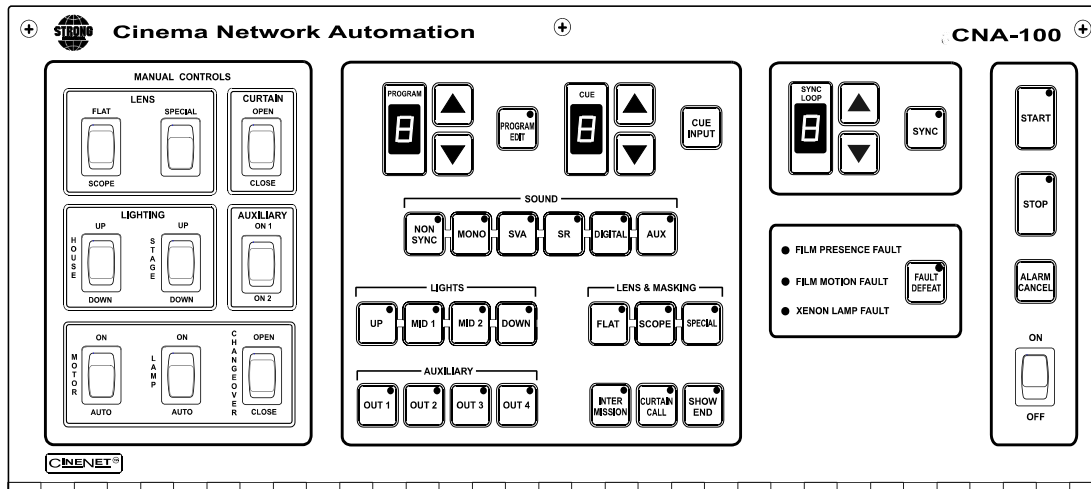 STRONG
Cinema Network Automation
CNA-100
MANUAL CONTROLS
LENS
FLAT
SPECIAL
SCOPE
CURTAIN
OPEN
CLOSE
LIGHTING
UP
HOUSE
DOWN
UP
STAGE
DOWN
AUXILIARY
ON 1
ON 2
ON
MOTOR
AUTO
ON
LAMP
AUTO
OPEN
CHANGEOVER
CLOSE
CINENET
PROGRAM
8
PROGRAM
EDIT
CUE
8
CUE
INPUT
SOUND
NON
SYNC
MONO
SVA
SR
DIGITAL
AUX
LIGHTS
UP
MID 1
MID 2
DOWN
LENS & MASKING
FLAT
SCOPE
SPECIAL
AUXILIARY
OUT 1
OUT 2
OUT 3
OUT 4
INTER
MISSION
CURTAIN
CALL
SHOW
END
SYNC
LOOP
8
SYNC
FILM PRESENCE FAULT
FILM MOTION FAULT
XENON LAMP FAULT
FAULT
DEFEAT
START
STOP
ALARM
CANCEL
ON
OFF